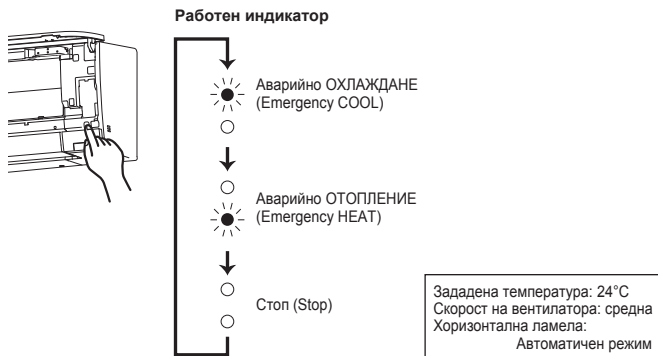 Работен индикатор
Аварийно ОХЛАЖДАНЕ
(Emergency COOL)
Аварийно ОТОПЛЕНИЕ
(Emergency HEAT)
Стоп (Stop)
Зададена температура: 24°C
Скорост на вентилатора: средна
Хоризонтална ламела:
Автоматичен режим